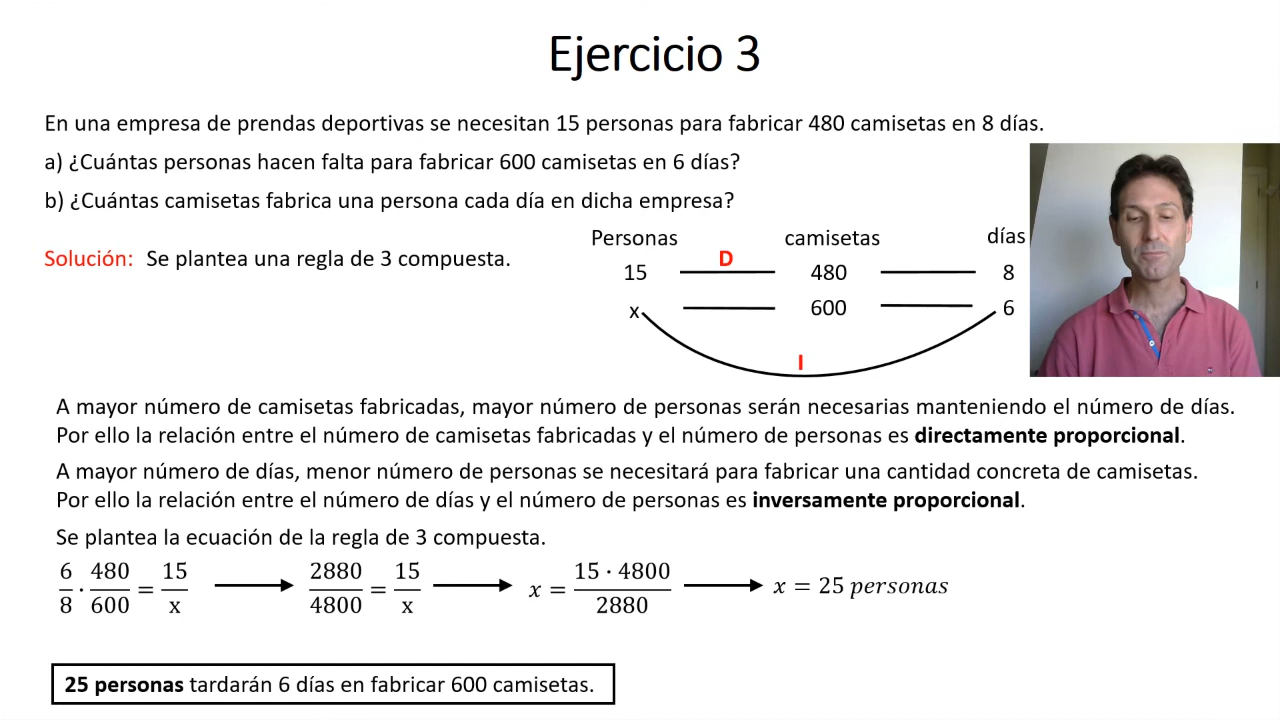 Ejercicio 3
En una empresa de prendas deportivas se necesitan 15 personas para fabricar 480 camisetas en 8 días.
a) ¿Cuántas personas hacen falta para fabricar 600 camisetas en 6 días?
b) ¿Cuántas camisetas fabrica una persona cada día en dicha empresa?
Solución: Se plantea una regla de 3 compuesta.
Personas camisetas días
D
15 480 8
x 600 6
I
A mayor número de camisetas fabricadas, mayor número de personas serán necesarias manteniendo el número de días.
Por ello la relación entre el número de camisetas fabricadas y el número de personas es directamente proporcional.
A mayor número de días, menor número de personas se necesitará para fabricar una cantidad concreta de camisetas.
Por ello la relación entre el número de días y el número de personas es inversamente proporcional.
Se plantea la ecuación de la regla de 3 compuesta.
6/8 · 480/600 = 15/x → 2880/4800 = 15/x → x = 15 · 4800/2880 → x = 25 personas
25 personas tardarán 6 días en fabricar 600 camisetas.